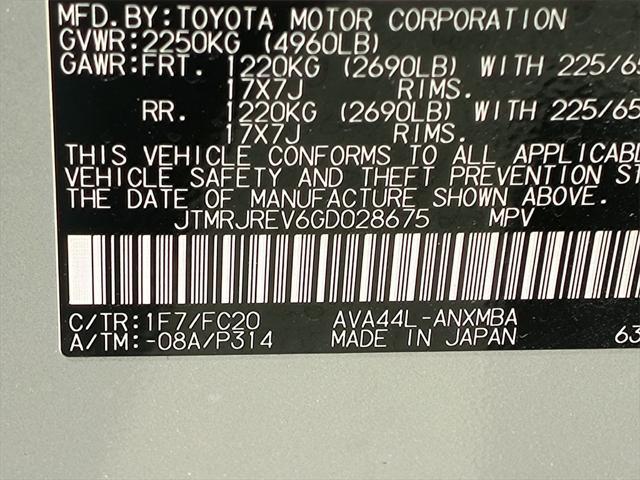 MFD.BY:TOYOTA MOTOR CORPORATION
GVWR:2250KG (4960LB)
GAWR:FRT. 1220KG (2690LB) WITH 225/65
17X7J RIMS.
RR. 1220KG (2690LB) WITH 225/65
17X7J RIMS.
THIS VEHICLE CONFORMS TO ALL APPLICABL
VEHICLE SAFETY AND THEFT PREVENTION ST
THE DATE OF MANUFACTURE SHOWN ABOVE.
JTMRJREV6GD028675 MPV
C/TR:1F7/FC20 AVA44L-ANXMBA
A/TM:-08A/P314 MADE IN JAPAN 63